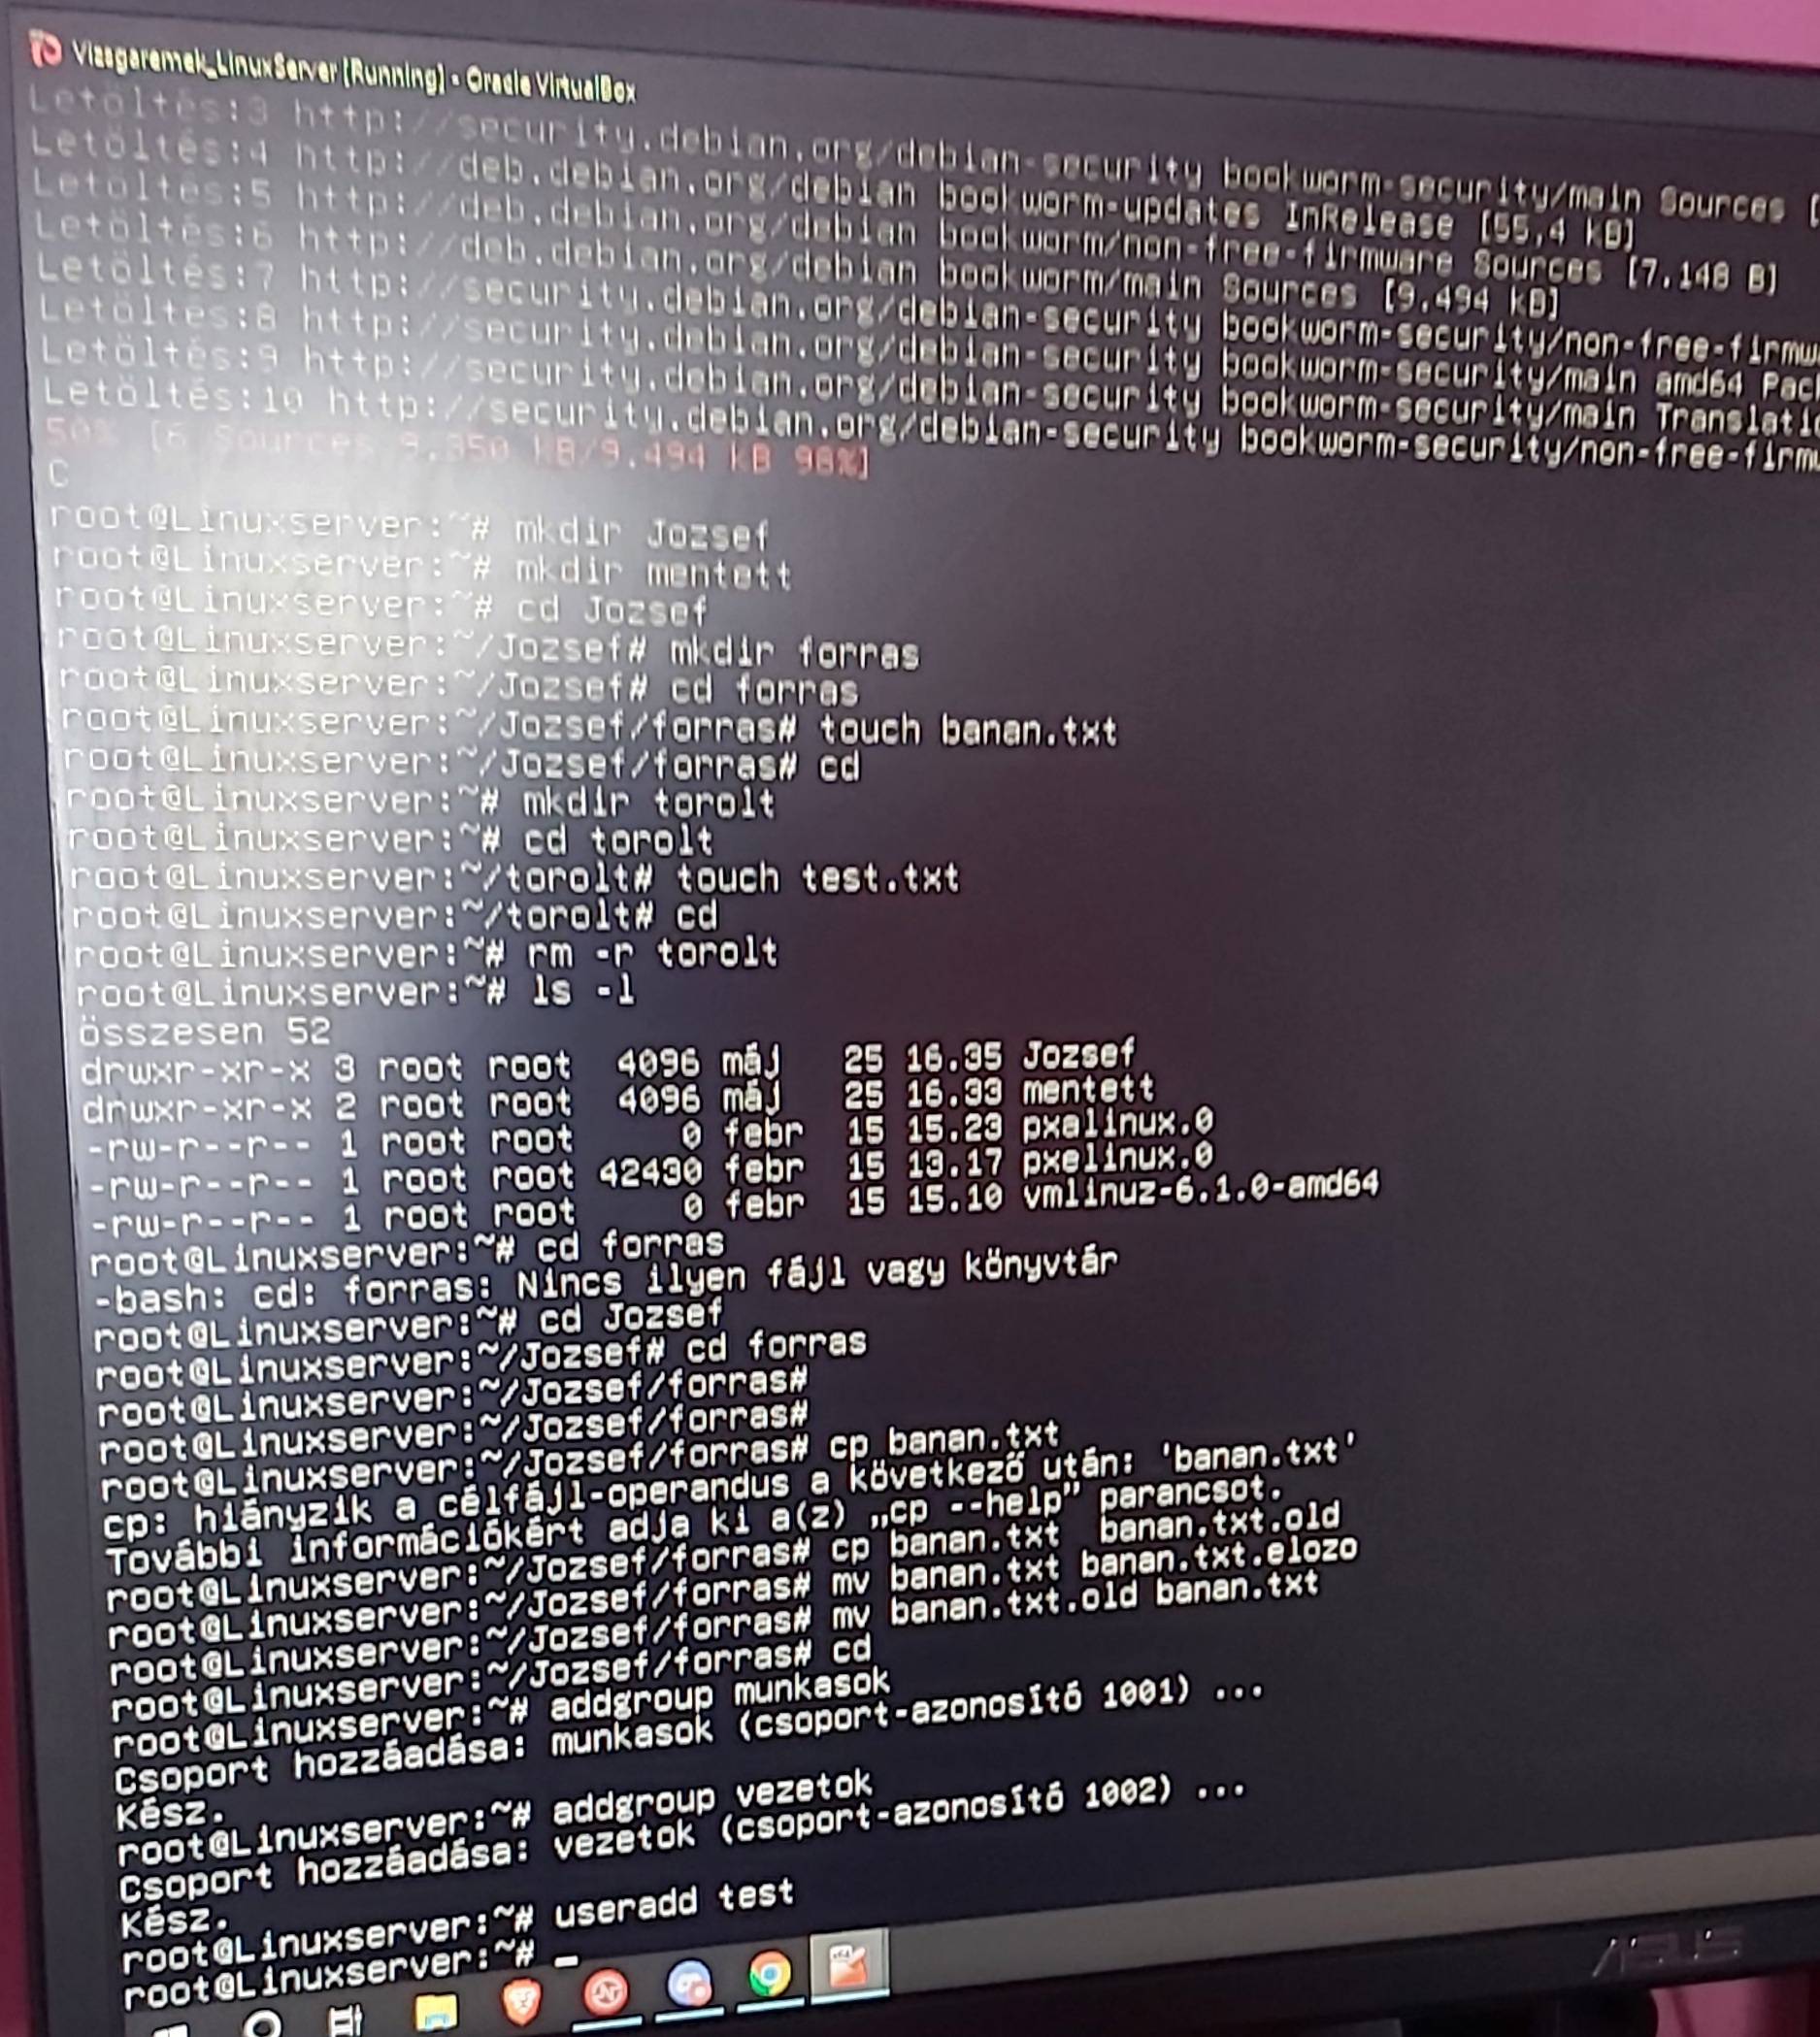 Vizsgaremek_LinuxServer [Running] - Oracle VirtualBox
Letöltés:3 http://security.debian.org/debian-security bookworm-security/main Sources [
Letöltés:4 http://deb.debian.org/debian bookworm-updates InRelease [55,4 kB]
Letöltés:5 http://deb.debian.org/debian bookworm/non-free-firmware Sources [7.148 B]
Letöltés:6 http://deb.debian.org/debian bookworm/main Sources [9.494 kB]
Letöltés:7 http://security.debian.org/debian-security bookworm-security/non-free-firmw
Letöltés:8 http://security.debian.org/debian-security bookworm-security/main amd64 Pac
Letöltés:9 http://security.debian.org/debian-security bookworm-security/main Translati
Letöltés:10 http://security.debian.org/debian-security bookworm-security/non-free-firm
50% [6 Sources 9.350 kB/9.494 kB 98%]
C
root@Linuxserver:~# mkdir Jozsef
root@Linuxserver:~# mkdir mentett
root@Linuxserver:~# cd Jozsef
root@Linuxserver:~/Jozsef# mkdir forras
root@Linuxserver:~/Jozsef# cd forras
root@Linuxserver:~/Jozsef/forras# touch banan.txt
root@Linuxserver:~/Jozsef/forras# cd
root@Linuxserver:~# mkdir torolt
root@Linuxserver:~# cd torolt
root@Linuxserver:~/torolt# touch test.txt
root@Linuxserver:~/torolt# cd
root@Linuxserver:~# rm -r torolt
root@Linuxserver:~# ls -l
összesen 52
drwxr-xr-x 3 root root  4096 máj   25 16.35 Jozsef
drwxr-xr-x 2 root root  4096 máj   25 16.33 mentett
-rw-r--r-- 1 root root     0 febr  15 15.23 pxalinux.0
-rw-r--r-- 1 root root 42430 febr  15 13.17 pxelinux.0
-rw-r--r-- 1 root root     0 febr  15 15.10 vmlinuz-6.1.0-amd64
root@Linuxserver:~# cd forras
-bash: cd: forras: Nincs ilyen fájl vagy könyvtár
root@Linuxserver:~# cd Jozsef
root@Linuxserver:~/Jozsef# cd forras
root@Linuxserver:~/Jozsef/forras#
root@Linuxserver:~/Jozsef/forras#
root@Linuxserver:~/Jozsef/forras# cp banan.txt
cp: hiányzik a célfájl-operandus a következő után: 'banan.txt'
További információkért adja ki a(z) „cp --help” parancsot.
root@Linuxserver:~/Jozsef/forras# cp banan.txt  banan.txt.old
root@Linuxserver:~/Jozsef/forras# mv banan.txt banan.txt.elozo
root@Linuxserver:~/Jozsef/forras# mv banan.txt.old banan.txt
root@Linuxserver:~/Jozsef/forras# cd
root@Linuxserver:~# addgroup munkasok
Csoport hozzáadása: munkasok (csoport-azonosító 1001) ...
Kész.
root@Linuxserver:~# addgroup vezetok
Csoport hozzáadása: vezetok (csoport-azonosító 1002) ...
Kész.
root@Linuxserver:~# useradd test
root@Linuxserver:~# _
ASUS